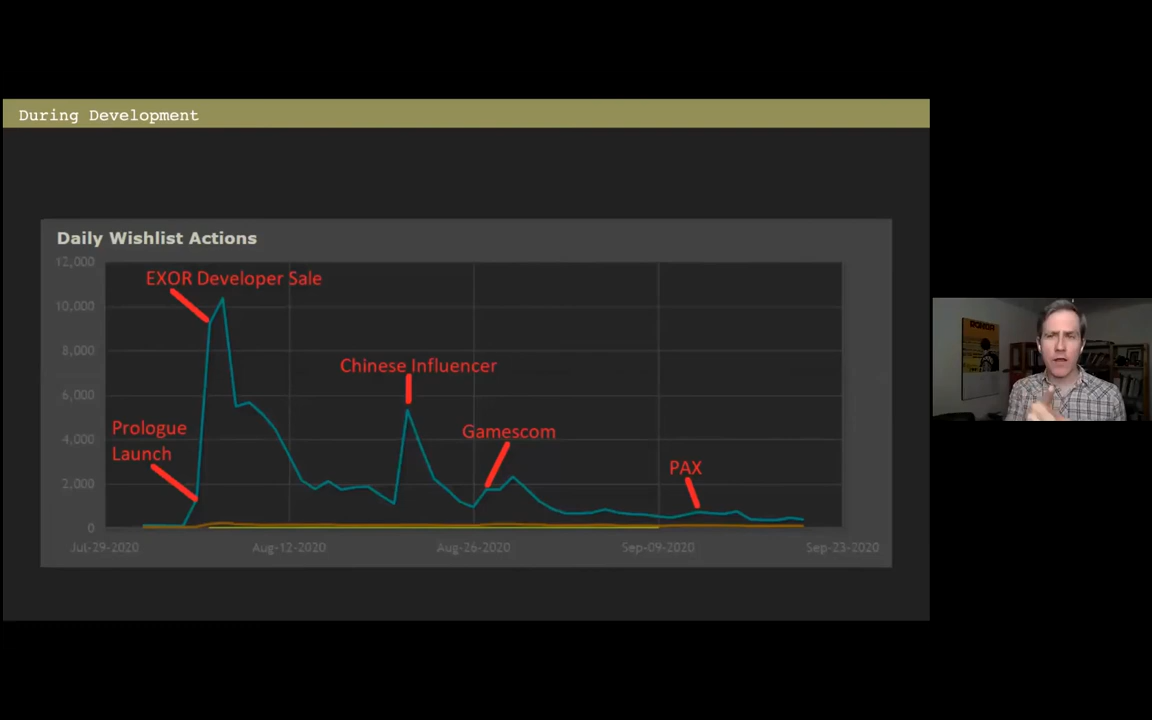 During Development
Daily Wishlist Actions
12,000
EXOR Developer Sale
10,000
8,000
Chinese Influencer
6,000
Prologue
Launch
4,000
Gamescom
PAX
2,000
0
Jul-29-2020
Aug-12-2020
Aug-26-2020
Sep-09-2020
Sep-23-2020